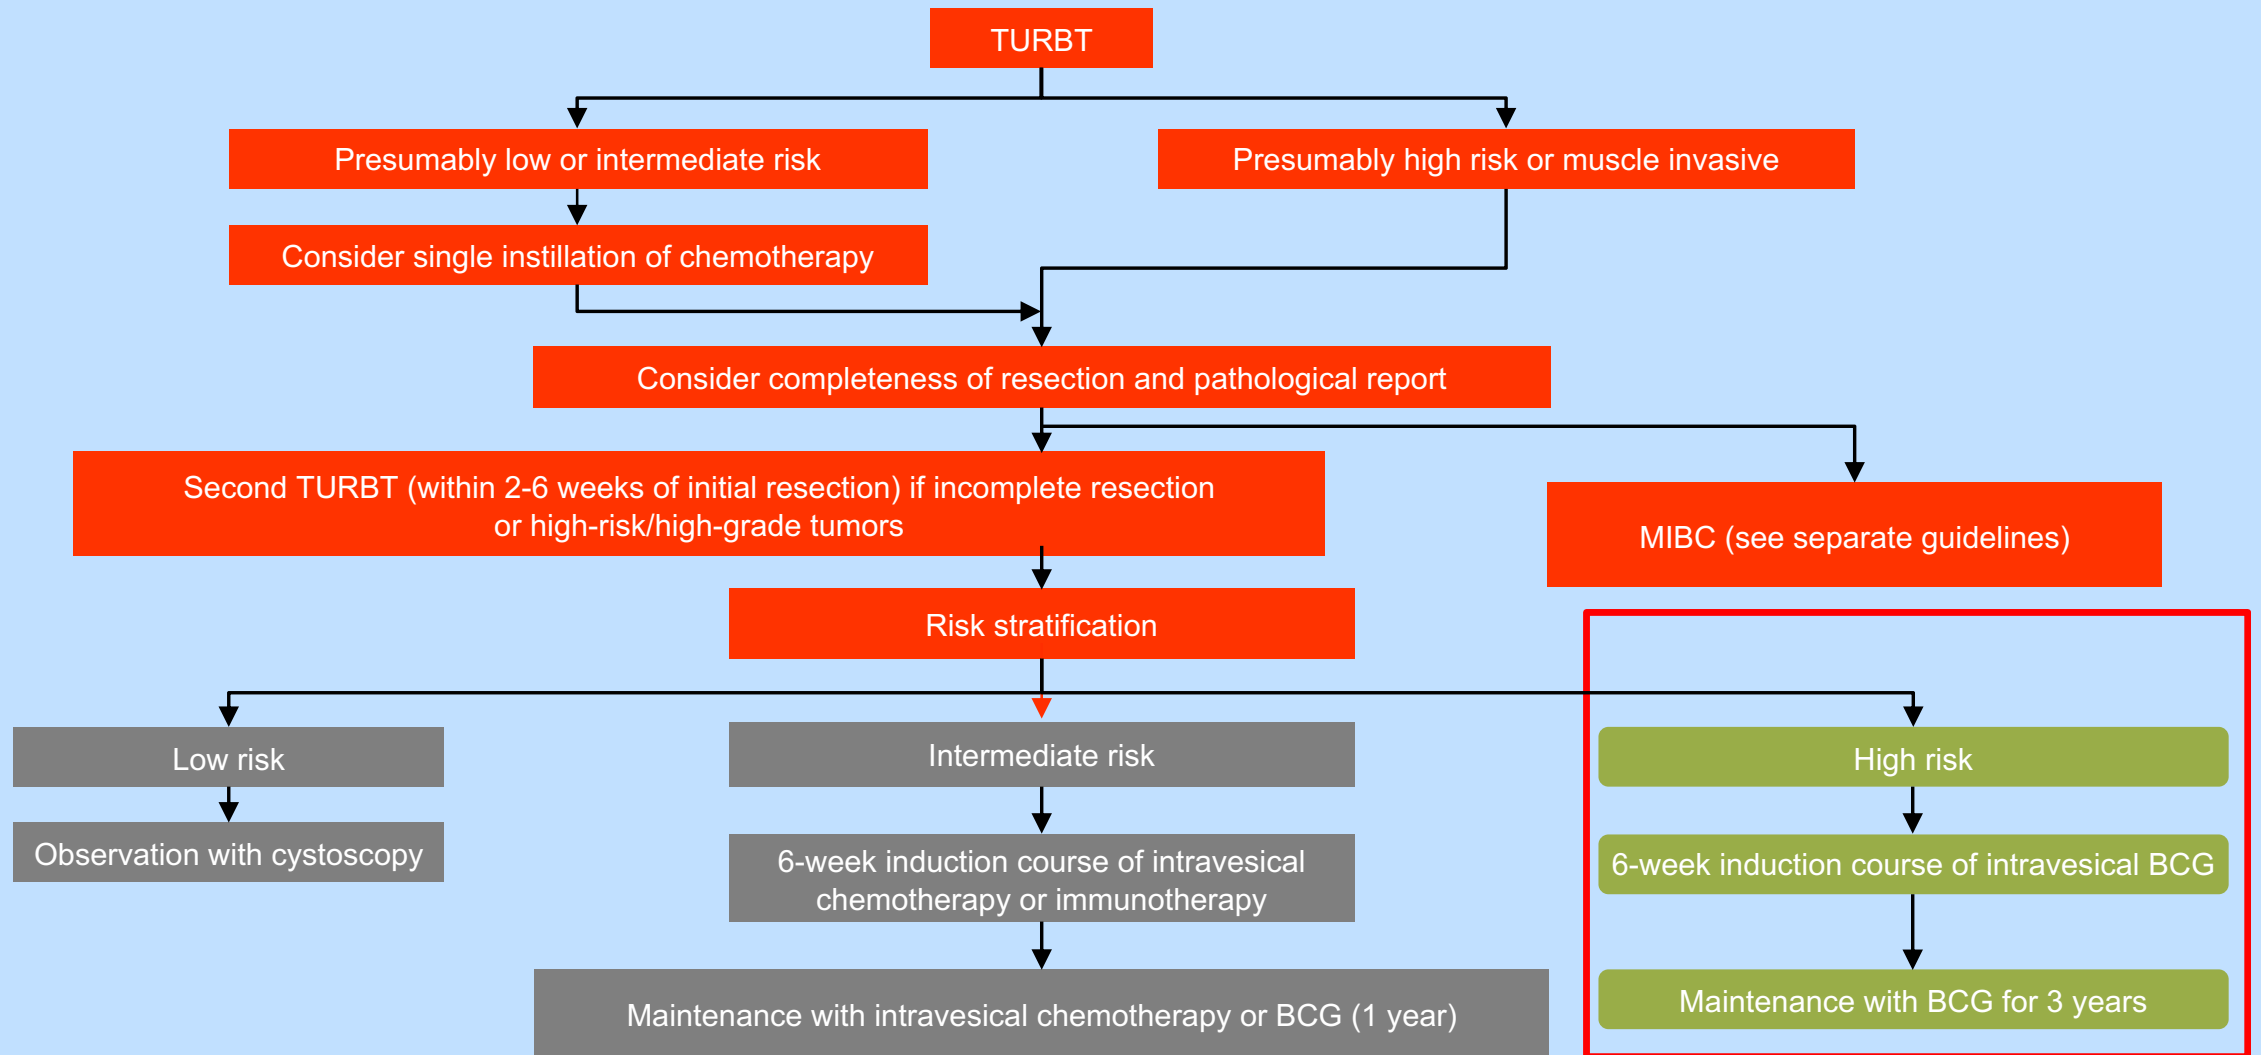 TURBT
Presumably low or intermediate risk
Presumably high risk or muscle invasive
Consider single instillation of chemotherapy
Consider completeness of resection and pathological report
Second TURBT (within 2-6 weeks of initial resection) if incomplete resection
or high-risk/high-grade tumors
MIBC (see separate guidelines)
Risk stratification
Low risk
Intermediate risk
High risk
Observation with cystoscopy
6-week induction course of intravesical
chemotherapy or immunotherapy
6-week induction course of intravesical BCG
Maintenance with intravesical chemotherapy or BCG (1 year)
Maintenance with BCG for 3 years